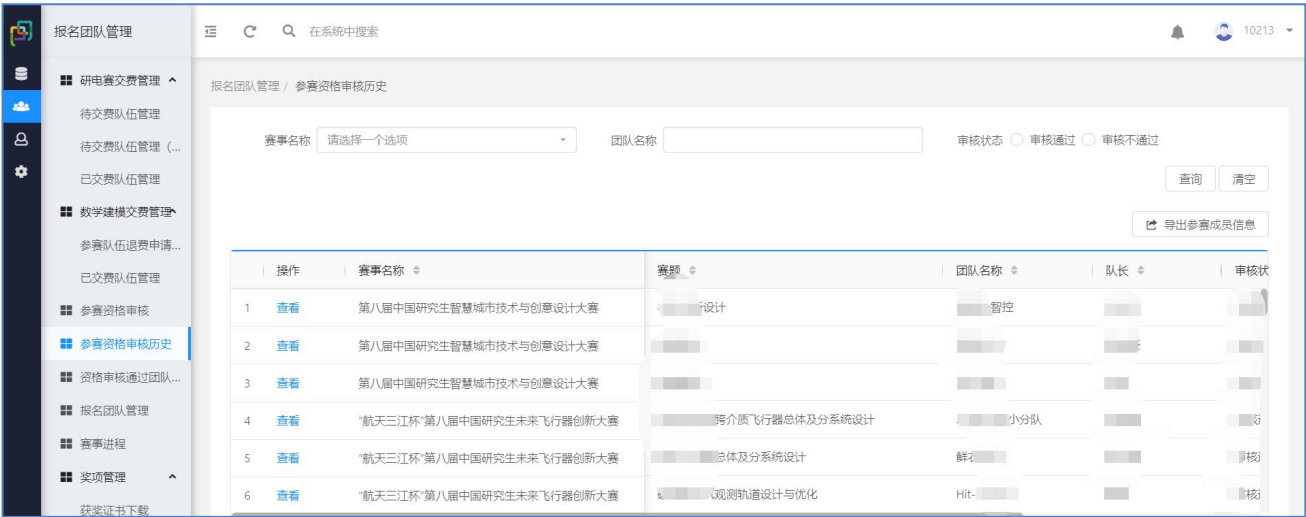 报名团队管理
在系统中搜索
10213
研电赛交费管理
待交费队伍管理
待交费队伍管理（...
已交费队伍管理
数学建模交费管理
参赛队伍退费申请...
已交费队伍管理
参赛资格审核
参赛资格审核历史
资格审核通过团队...
报名团队管理
赛事进程
奖项管理
获奖证书下载
报名团队管理 / 参赛资格审核历史
赛事名称 请选择一个选项 团队名称 审核状态 审核通过 审核不通过
查询 清空
导出参赛成员信息
操作 赛事名称 赛题 团队名称 队长 审核状
1 查看 第八届中国研究生智慧城市技术与创意设计大赛 设计 智控
2 查看 第八届中国研究生智慧城市技术与创意设计大赛
3 查看 第八届中国研究生智慧城市技术与创意设计大赛
4 查看 “航天三江杯”第八届中国研究生未来飞行器创新大赛 跨介质飞行器总体及分系统设计 小分队
5 查看 “航天三江杯”第八届中国研究生未来飞行器创新大赛 总体及分系统设计 鲜衣 审核
6 查看 “航天三江杯”第八届中国研究生未来飞行器创新大赛 观测轨道设计与优化 Hit- 审核